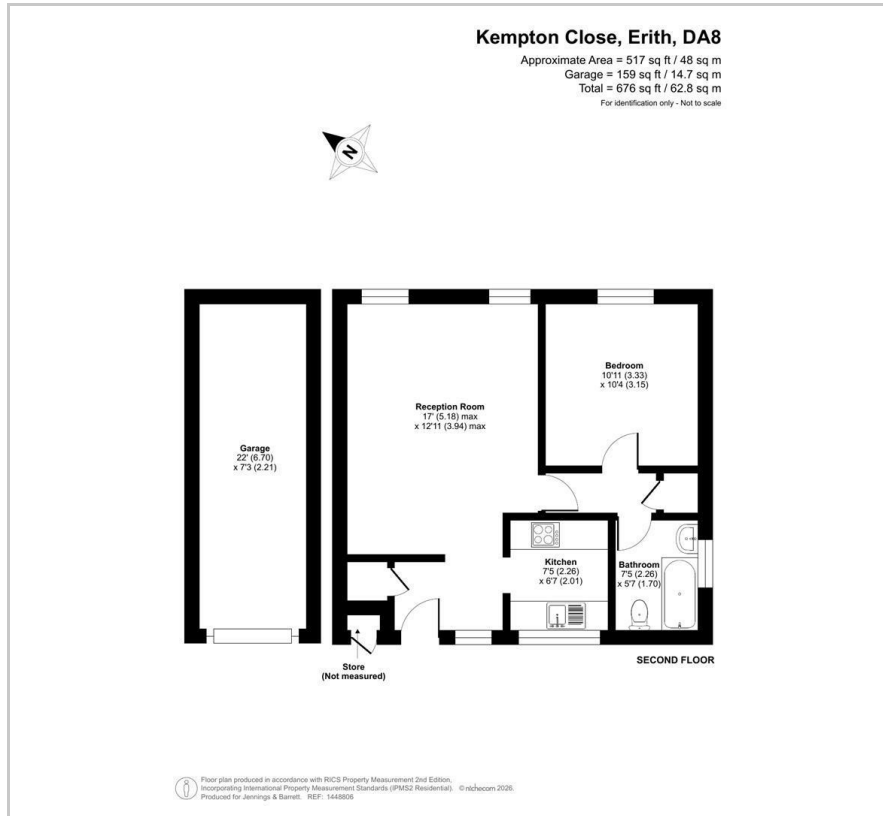 Kempton Close, Erith, DA8
Approximate Area = 517 sq ft / 48 sq m
Garage = 159 sq ft / 14.7 sq m
Total = 676 sq ft / 62.8 sq m
For identification only - Not to scale
N
Bedroom
10'11 (3.33)
x 10'4 (3.15)
Reception Room
17' (5.18) max
x 12'11 (3.94) max
Garage
22' (6.70)
x 7'3 (2.21)
Kitchen
7'5 (2.26)
x 6'7 (2.01)
Bathroom
7'5 (2.26)
x 5'7 (1.70)
SECOND FLOOR
Store
(Not measured)
Floor plan produced in accordance with RICS Property Measurement 2nd Edition,
Incorporating International Property Measurement Standards (IPMS2 Residential). © nichecom 2026.
Produced for Jennings & Barrett. REF: 1448806